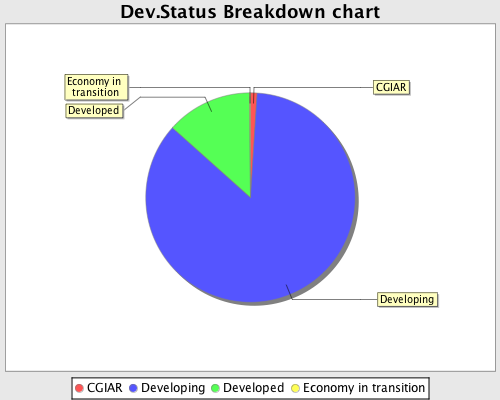 Dev.Status Breakdown chart
Economy in
transition
CGIAR
Developed
Developing
CGIAR Developing Developed Economy in transition